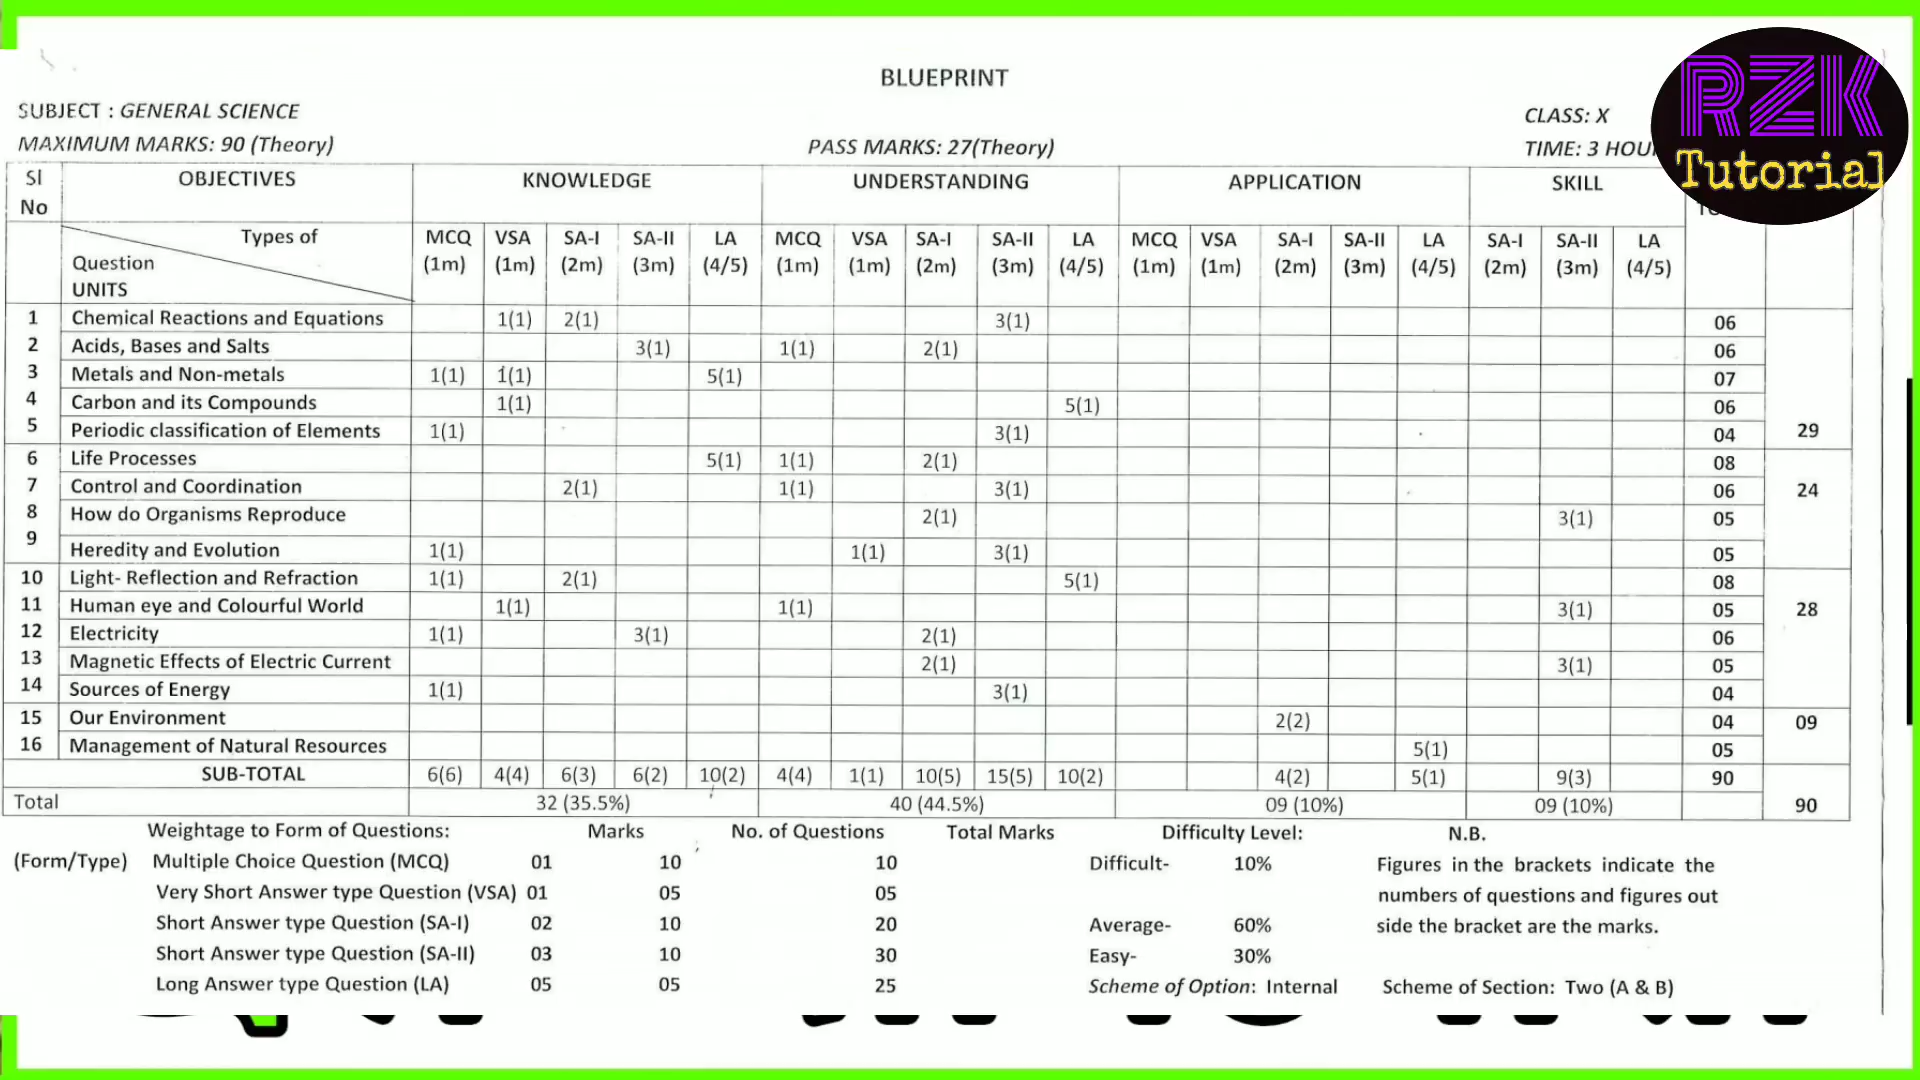 BLUEPRINT
SUBJECT : GENERAL SCIENCE
CLASS: X
MAXIMUM MARKS: 90 (Theory) PASS MARKS: 27(Theory) TIME: 3
RZK
Tutorial
Sl No OBJECTIVES KNOWLEDGE UNDERSTANDING APPLICATION SKILL
Types of Question UNITS MCQ (1m) VSA (1m) SA-I (2m) SA-II (3m) LA (4/5) MCQ (1m) VSA (1m) SA-I (2m) SA-II (3m) LA (4/5) MCQ (1m) VSA (1m) SA-I (2m) SA-II (3m) LA (4/5) SA-I (2m) SA-II (3m) LA (4/5)
1 Chemical Reactions and Equations 1(1) 2(1) 3(1) 06
2 Acids, Bases and Salts 3(1) 1(1) 2(1) 06
3 Metals and Non-metals 1(1) 1(1) 5(1) 07
4 Carbon and its Compounds 1(1) 5(1) 06
5 Periodic classification of Elements 1(1) 3(1) 04 29
6 Life Processes 5(1) 1(1) 2(1) 08
7 Control and Coordination 2(1) 1(1) 3(1) 06 24
8 How do Organisms Reproduce 2(1) 3(1) 05
9 Heredity and Evolution 1(1) 1(1) 3(1) 05
10 Light- Reflection and Refraction 1(1) 2(1) 5(1) 08
11 Human eye and Colourful World 1(1) 1(1) 3(1) 05 28
12 Electricity 1(1) 3(1) 2(1) 06
13 Magnetic Effects of Electric Current 2(1) 3(1) 05
14 Sources of Energy 1(1) 3(1) 04
15 Our Environment 2(2) 04 09
16 Management of Natural Resources 5(1) 05
SUB-TOTAL 6(6) 4(4) 6(3) 6(2) 10(2) 4(4) 1(1) 10(5) 15(5) 10(2) 4(2) 5(1) 9(3) 90
Total 32 (35.5%) 40 (44.5%) 09 (10%) 09 (10%) 90
Weightage to Form of Questions: Marks No. of Questions Total Marks Difficulty Level: N.B.
(Form/Type) Multiple Choice Question (MCQ) 01 10 10 Difficult- 10% Figures in the brackets indicate the
Very Short Answer type Question (VSA) 01 05 05 numbers of questions and figures out
Short Answer type Question (SA-I) 02 10 20 Average- 60% side the bracket are the marks.
Short Answer type Question (SA-II) 03 10 30 Easy- 30%
Long Answer type Question (LA) 05 05 25 Scheme of Option: Internal Scheme of Section: Two (A & B)